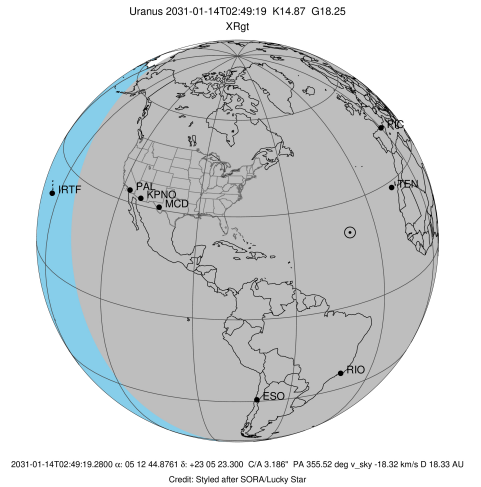 Uranus 2031-01-14T02:49:19 K14.87 G18.25
XRgt
PIC
TEN
IRTF
PAL
KPNO
MCD
RIO
ESO
2031-01-14T02:49:19.2800 α: 05 12 44.8761 δ: +23 05 23.300 C/A 3.186" PA 355.52 deg v_sky -18.32 km/s D 18.33 AU
Credit: Styled after SORA/Lucky Star